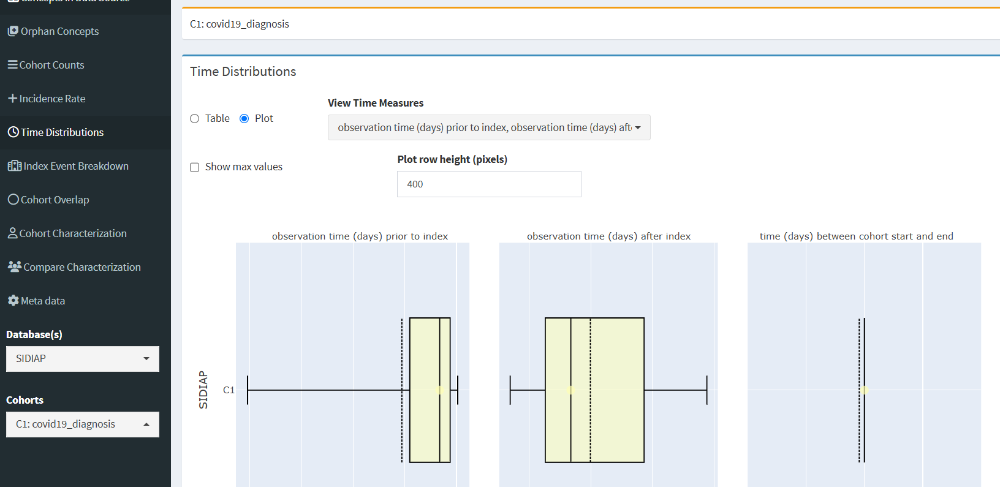 Concepts in Data Source
Orphan Concepts
Cohort Counts
Incidence Rate
Time Distributions
Index Event Breakdown
Cohort Overlap
Cohort Characterization
Compare Characterization
Meta data
Database(s)
SIDIAP
Cohorts
C1: covid19_diagnosis
C1: covid19_diagnosis
Time Distributions
Table Plot
View Time Measures
observation time (days) prior to index, observation time (days) aft
Show max values
Plot row height (pixels)
400
observation time (days) prior to index
observation time (days) after index
time (days) between cohort start and end
SIDIAP
C1